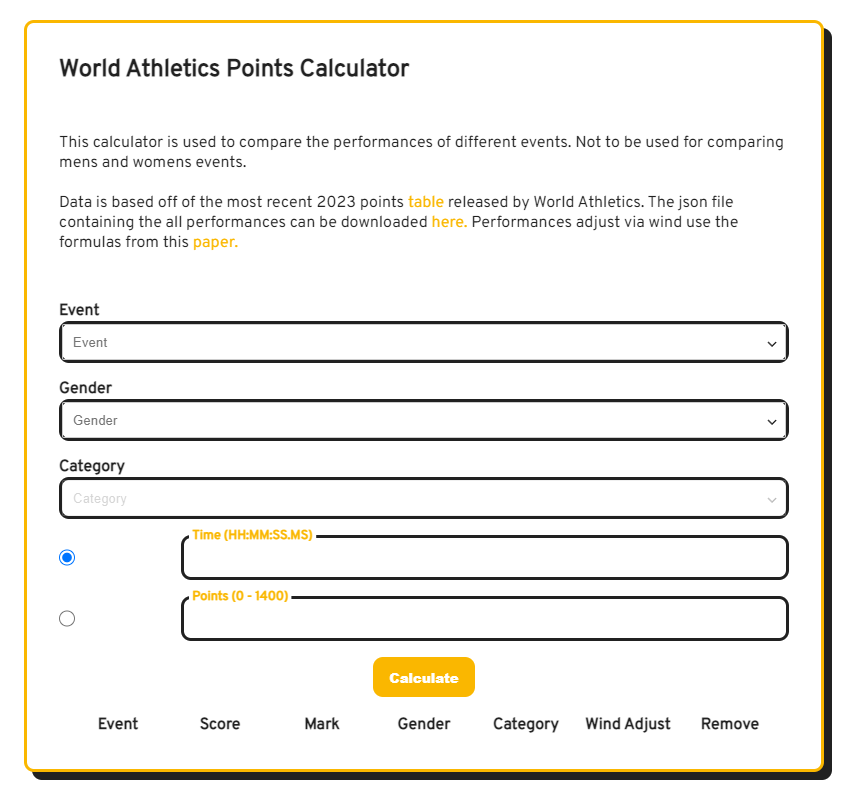 World Athletics Points Calculator
This calculator is used to compare the performances of different events. Not to be used for comparing
mens and womens events.
Data is based off of the most recent 2023 points table released by World Athletics. The json file
containing the all performances can be downloaded here. Performances adjust via wind use the
formulas from this paper.
Event
Event
Gender
Gender
Category
Category
Time (HH:MM:SS.MS)
Points (0 - 1400)
Calculate
Event Score Mark Gender Category Wind Adjust Remove